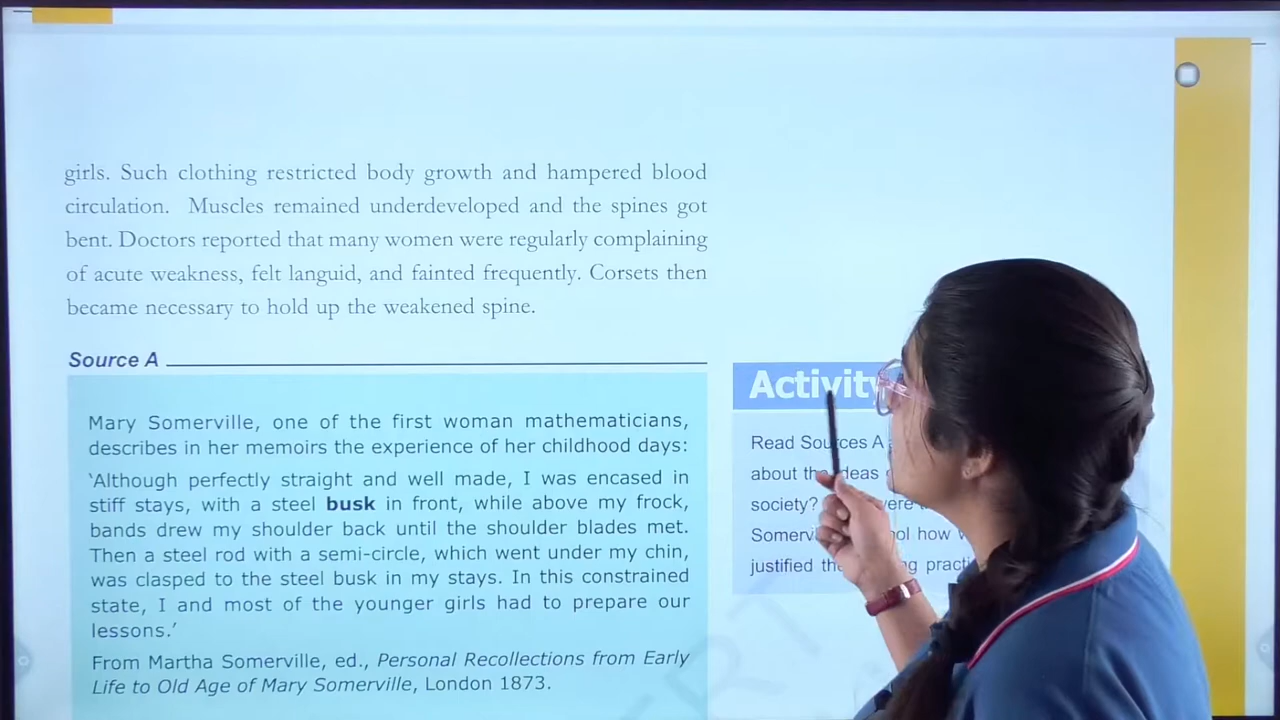 girls. Such clothing restricted body growth and hampered blood
circulation. Muscles remained underdeveloped and the spines got
bent. Doctors reported that many women were regularly complaining
of acute weakness, felt languid, and fainted frequently. Corsets then
became necessary to hold up the weakened spine.
Source A
Mary Somerville, one of the first woman mathematicians,
describes in her memoirs the experience of her childhood days:
‘Although perfectly straight and well made, I was encased in
stiff stays, with a steel busk in front, while above my frock,
bands drew my shoulder back until the shoulder blades met.
Then a steel rod with a semi-circle, which went under my chin,
was clasped to the steel busk in my stays. In this constrained
state, I and most of the younger girls had to prepare our
lessons.’
From Martha Somerville, ed., Personal Recollections from Early
Life to Old Age of Mary Somerville, London 1873.
Activity
Read Sources A
about the ideas
society?
how
justified